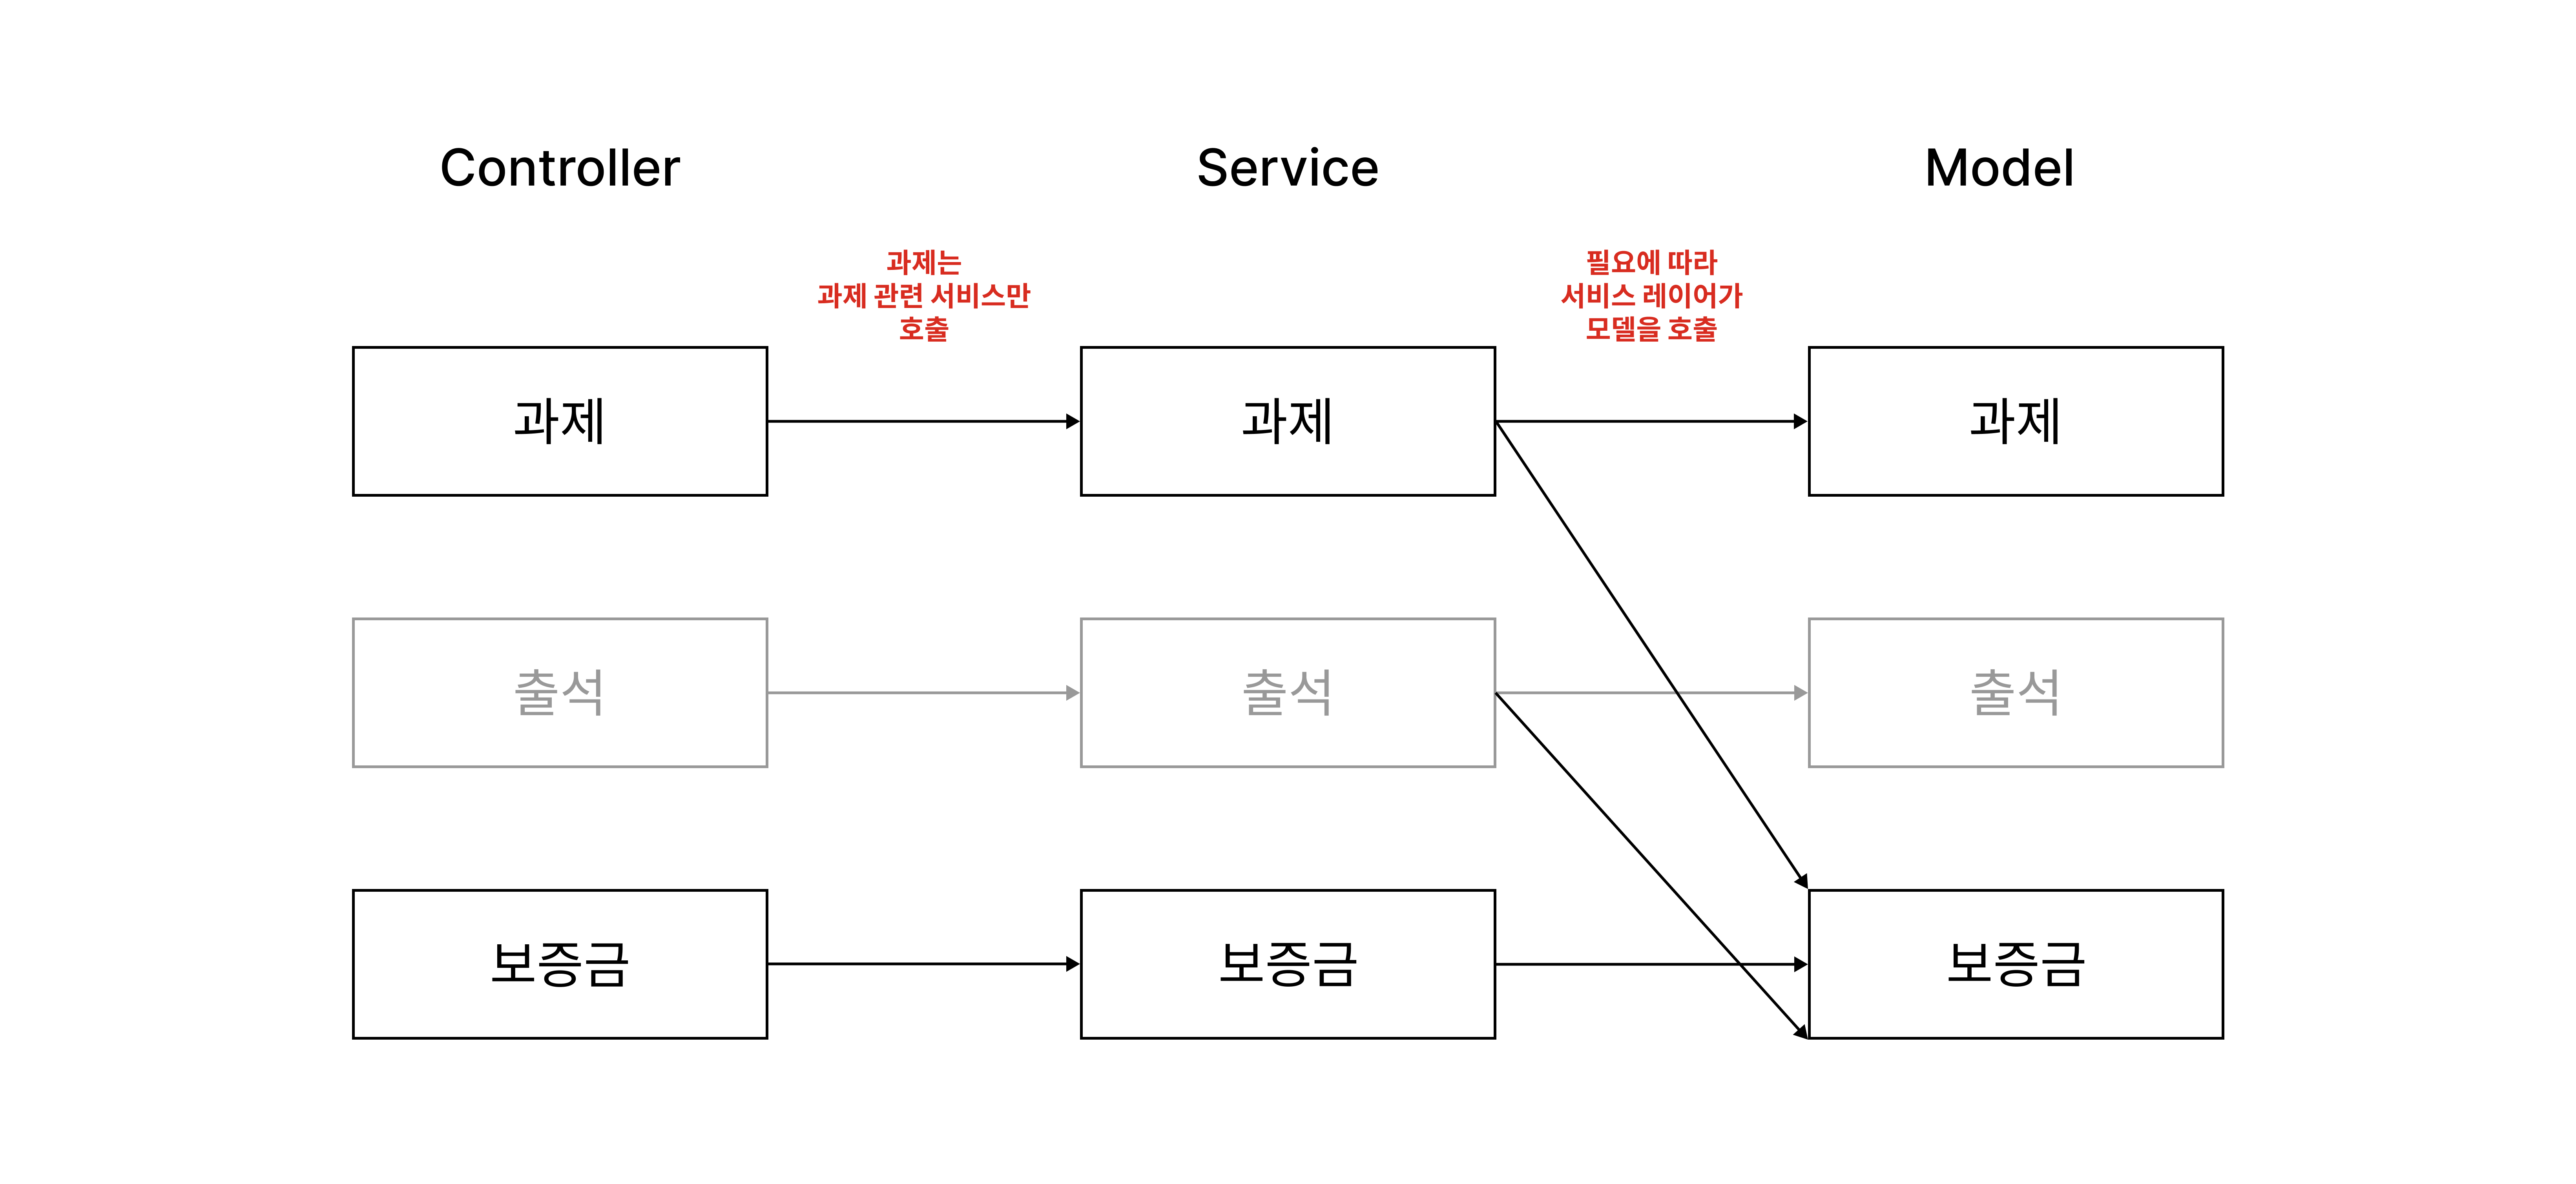 Controller
Service
Model
과제는
과제 관련 서비스만
호출
필요에 따라
서비스 레이어가
모델을 호출
과제
과제
과제
출석
출석
출석
보증금
보증금
보증금